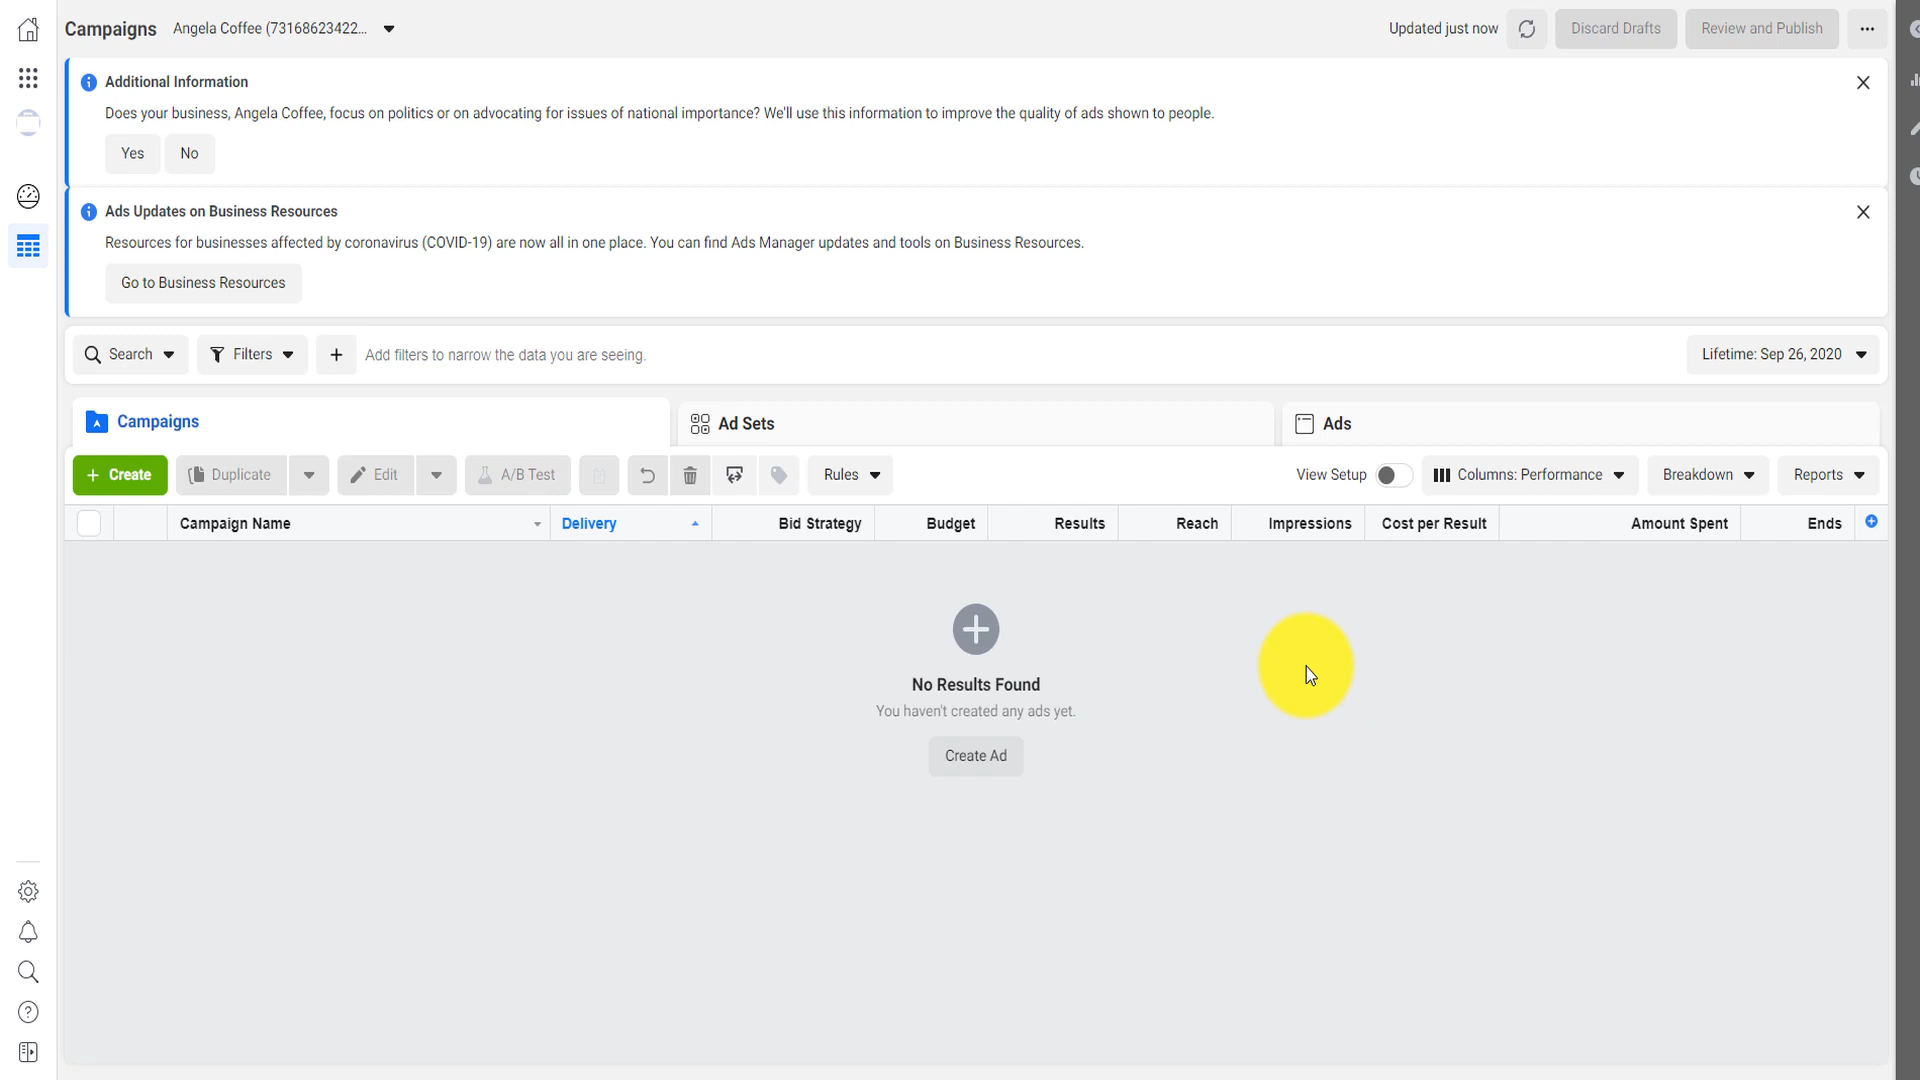 Campaigns Angela Coffee (73168623422...
Updated just now
Discard Drafts
Review and Publish
Additional Information
Does your business, Angela Coffee, focus on politics or on advocating for issues of national importance? We'll use this information to improve the quality of ads shown to people.
Yes No
Ads Updates on Business Resources
Resources for businesses affected by coronavirus (COVID-19) are now all in one place. You can find Ads Manager updates and tools on Business Resources.
Go to Business Resources
Search Filters + Add filters to narrow the data you are seeing.
Lifetime: Sep 26, 2020
Campaigns
Ad Sets
Ads
+ Create Duplicate Edit A/B Test Rules
View Setup Columns: Performance Breakdown Reports
Campaign Name Delivery Bid Strategy Budget Results Reach Impressions Cost per Result Amount Spent Ends
No Results Found
You haven't created any ads yet.
Create Ad